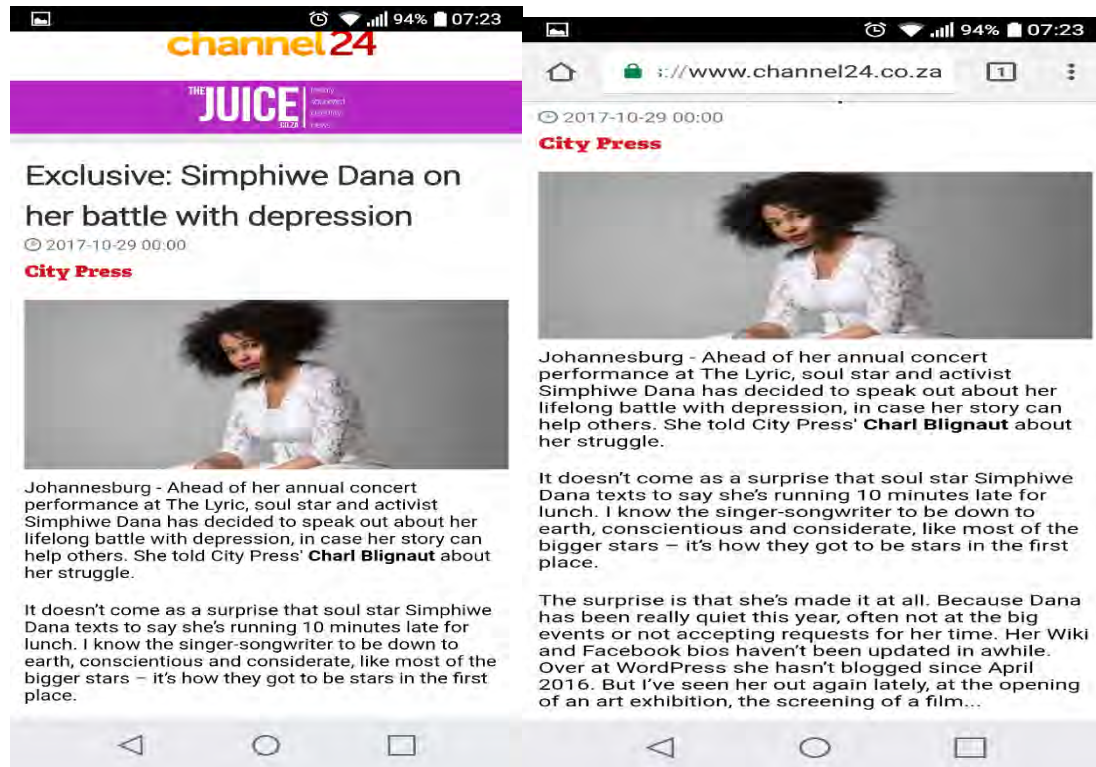 94% 07:23
channel24
THE JUICE .CO.ZA
Exclusive: Simphiwe Dana on
her battle with depression
2017-10-29 00:00
City Press
Johannesburg - Ahead of her annual concert
performance at The Lyric, soul star and activist
Simphiwe Dana has decided to speak out about her
lifelong battle with depression, in case her story can
help others. She told City Press' Charl Blignaut about
her struggle.
It doesn't come as a surprise that soul star Simphiwe
Dana texts to say she's running 10 minutes late for
lunch. I know the singer-songwriter to be down to
earth, conscientious and considerate, like most of the
bigger stars – it's how they got to be stars in the first
place.
94% 07:23
://www.channel24.co.za 1
2017-10-29 00:00
City Press
Johannesburg - Ahead of her annual concert
performance at The Lyric, soul star and activist
Simphiwe Dana has decided to speak out about her
lifelong battle with depression, in case her story can
help others. She told City Press' Charl Blignaut about
her struggle.
It doesn't come as a surprise that soul star Simphiwe
Dana texts to say she's running 10 minutes late for
lunch. I know the singer-songwriter to be down to
earth, conscientious and considerate, like most of the
bigger stars – it's how they got to be stars in the first
place.
The surprise is that she's made it at all. Because Dana
has been really quiet this year, often not at the big
events or not accepting requests for her time. Her Wiki
and Facebook bios haven't been updated in awhile.
Over at WordPress she hasn't blogged since April
2016. But I've seen her out again lately, at the opening
of an art exhibition, the screening of a film...